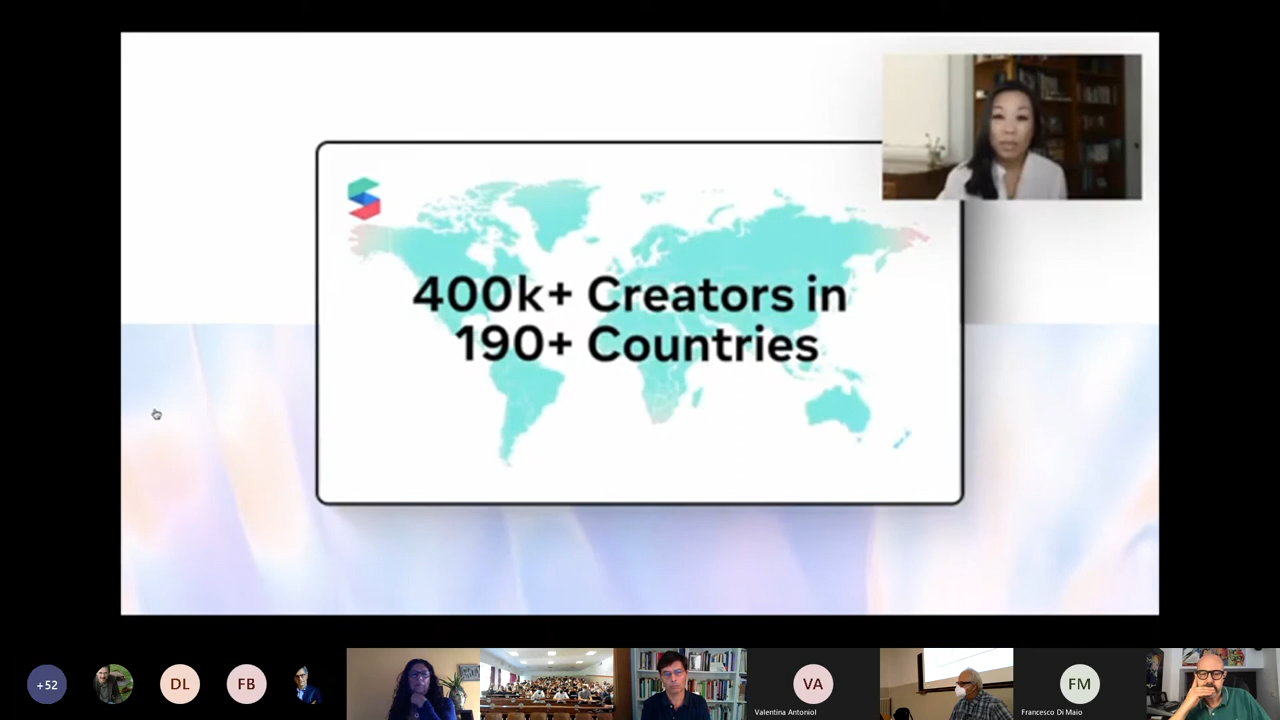 400k+ Creators in
190+ Countries
+52
DL
FB
VA
Valentina Antoniol
FM
Francesco Di Maio